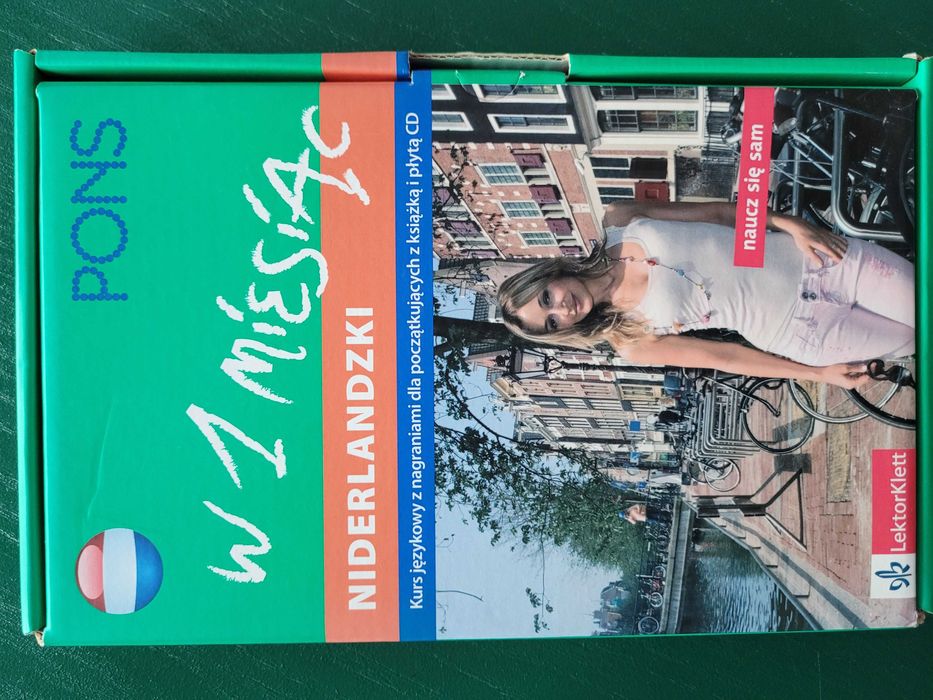 PONS
w 1 MIESIĄC
NIDERLANDZKI
Kurs językowy z nagraniami dla początkujących z książką i płytą CD
naucz się sam
LektorKlett